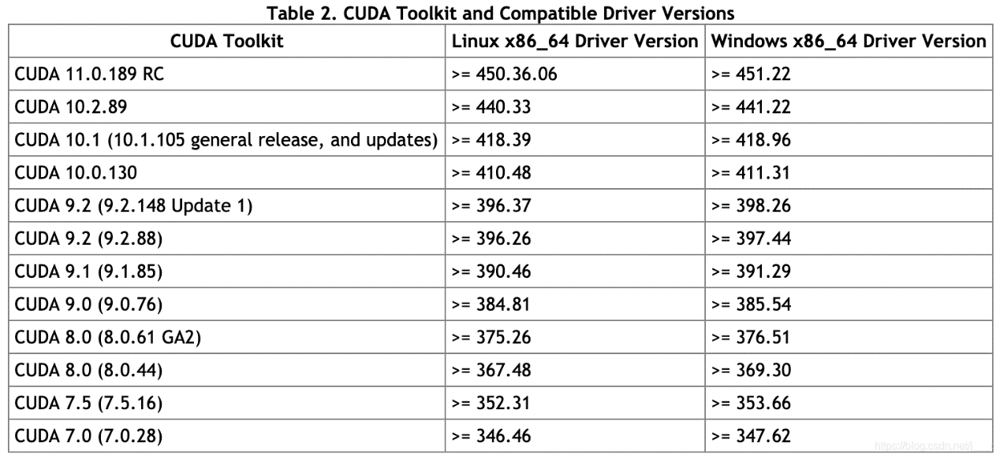 Table 2. CUDA Toolkit and Compatible Driver Versions
CUDA Toolkit Linux x86_64 Driver Version Windows x86_64 Driver Version
CUDA 11.0.189 RC >= 450.36.06 >= 451.22
CUDA 10.2.89 >= 440.33 >= 441.22
CUDA 10.1 (10.1.105 general release, and updates) >= 418.39 >= 418.96
CUDA 10.0.130 >= 410.48 >= 411.31
CUDA 9.2 (9.2.148 Update 1) >= 396.37 >= 398.26
CUDA 9.2 (9.2.88) >= 396.26 >= 397.44
CUDA 9.1 (9.1.85) >= 390.46 >= 391.29
CUDA 9.0 (9.0.76) >= 384.81 >= 385.54
CUDA 8.0 (8.0.61 GA2) >= 375.26 >= 376.51
CUDA 8.0 (8.0.44) >= 367.48 >= 369.30
CUDA 7.5 (7.5.16) >= 352.31 >= 353.66
CUDA 7.0 (7.0.28) >= 346.46 >= 347.62